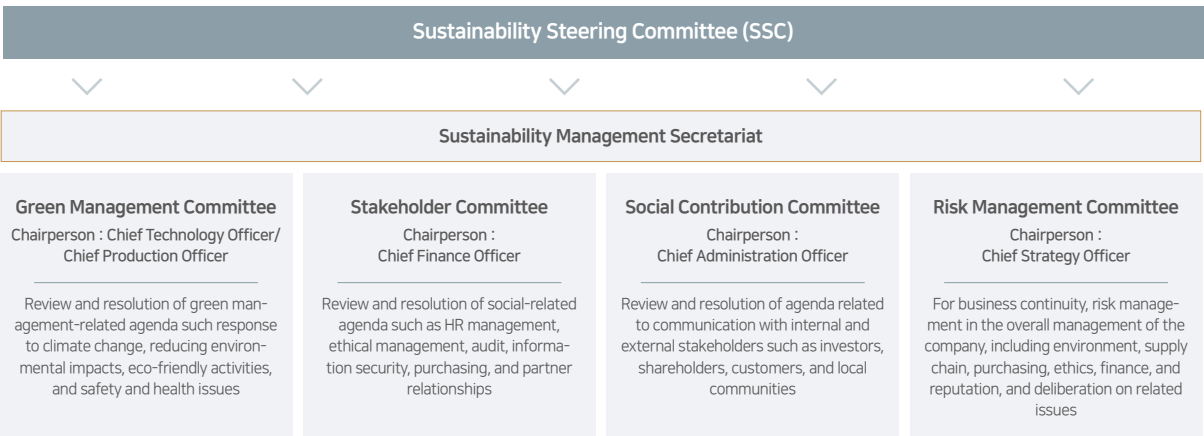 Sustainability Steering Committee (SSC)
Sustainability Management Secretariat
Green Management Committee
Chairperson : Chief Technology Officer/
Chief Production Officer
Review and resolution of green man-
agement-related agenda such response
to climate change, reducing environ-
mental impacts, eco-friendly activities,
and safety and health issues
Stakeholder Committee
Chairperson :
Chief Finance Officer
Review and resolution of social-related
agenda such as HR management,
ethical management, audit, informa-
tion security, purchasing, and partner
relationships
Social Contribution Committee
Chairperson :
Chief Administration Officer
Review and resolution of agenda related
to communication with internal and
external stakeholders such as investors,
shareholders, customers, and local
communities
Risk Management Committee
Chairperson :
Chief Strategy Officer
For business continuity, risk manage-
ment in the overall management of the
company, including environment, supply
chain, purchasing, ethics, finance, and
reputation, and deliberation on related
issues